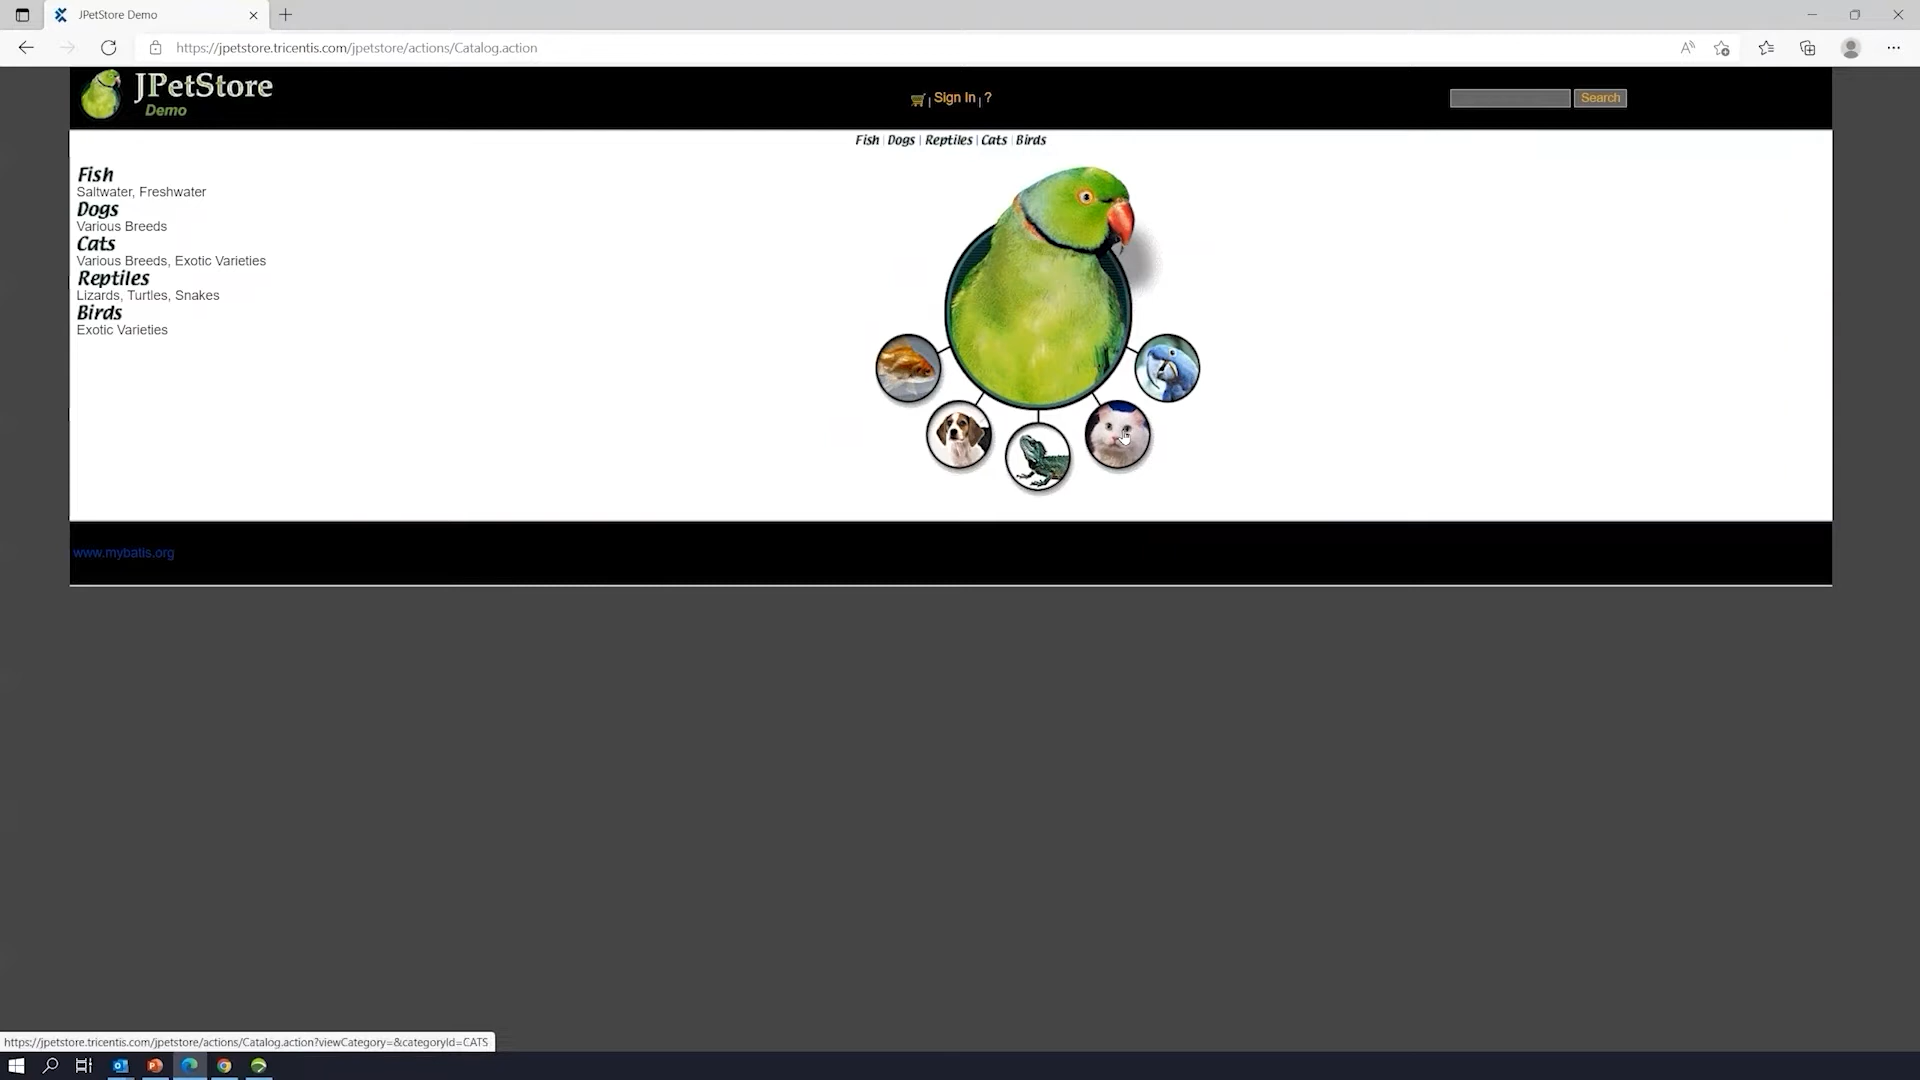 JPetStore Demo
https://jpetstore.tricentis.com/jpetstore/actions/Catalog.action
JPetStore
Demo
Sign In | ?
Search
Fish | Dogs | Reptiles | Cats | Birds
Fish
Saltwater, Freshwater
Dogs
Various Breeds
Cats
Various Breeds, Exotic Varieties
Reptiles
Lizards, Turtles, Snakes
Birds
Exotic Varieties
www.mybatis.org
https://jpetstore.tricentis.com/jpetstore/actions/Catalog.action?viewCategory=&categoryId=CATS